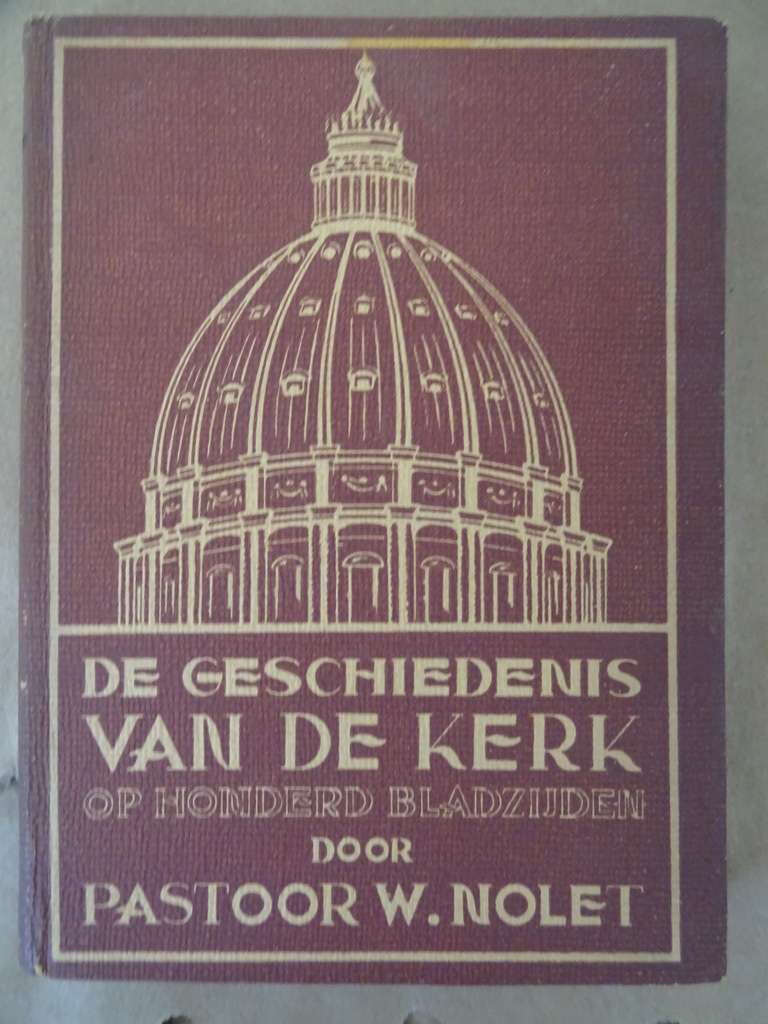 DE GESCHIEDENIS
VAN DE KERK
OP HONDERD BLADZIJDEN
DOOR
PASTOOR W. NOLET